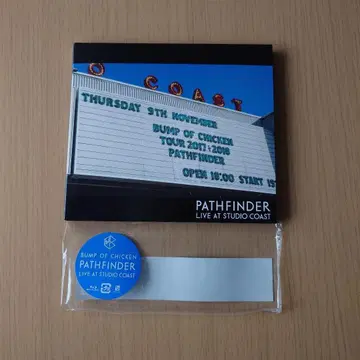 O COAST
THURSDAY 9TH NOVEMBER
BUMP OF CHICKEN
TOUR 2017-2018
PATHFINDER
OPEN 18:00 START 19
PATHFINDER
LIVE AT STUDIO COAST
BUMP OF CHICKEN
PATHFINDER
LIVE AT STUDIO COAST